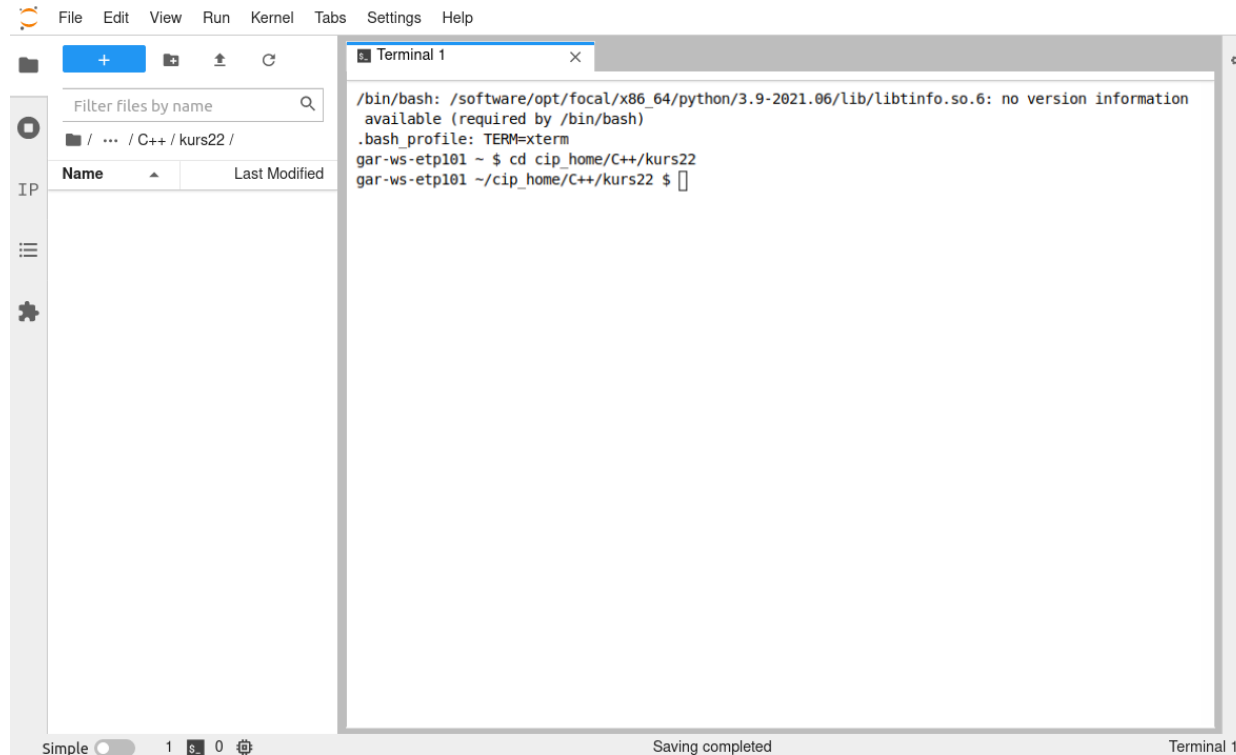 File Edit View Run Kernel Tabs Settings Help
+
Filter files by name
/ ··· / C++ / kurs22 /
Name Last Modified
IP
$_ Terminal 1
/bin/bash: /software/opt/focal/x86_64/python/3.9-2021.06/lib/libtinfo.so.6: no version information
available (required by /bin/bash)
.bash_profile: TERM=xterm
gar-ws-etp101 ~ $ cd cip_home/C++/kurs22
gar-ws-etp101 ~/cip_home/C++/kurs22 $
Simple 1 $_ 0 Saving completed Terminal 1